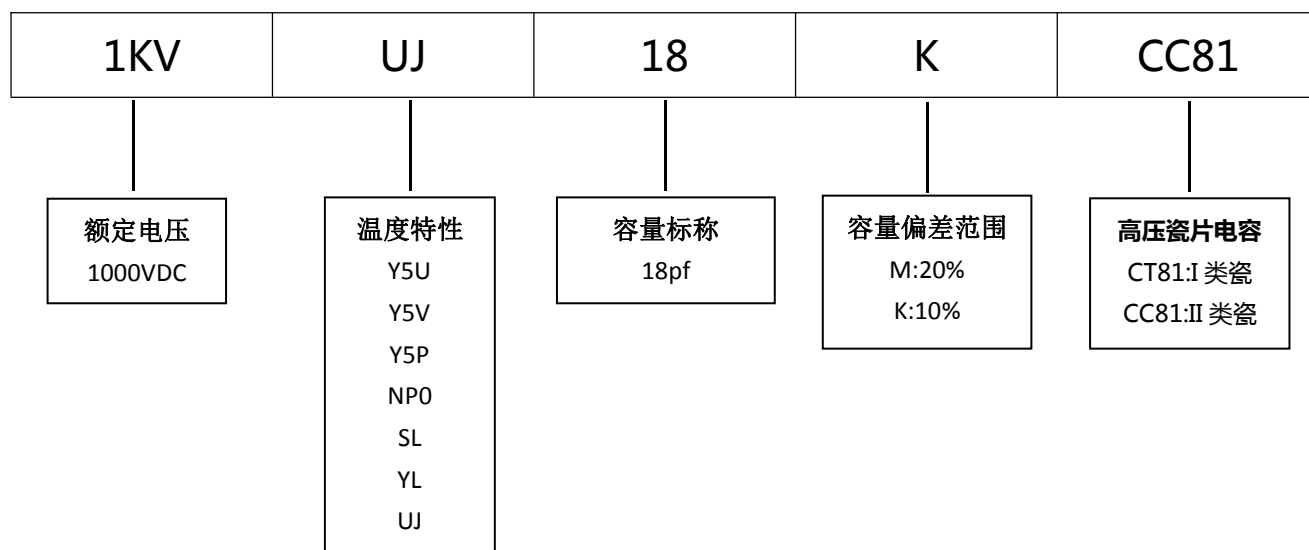 1KV UJ 18 K CC81
额定电压
1000VDC
温度特性
Y5U
Y5V
Y5P
NP0
SL
YL
UJ
容量标称
18pf
容量偏差范围
M:20%
K:10%
高压瓷片电容
CT81:I 类瓷
CC81:II 类瓷